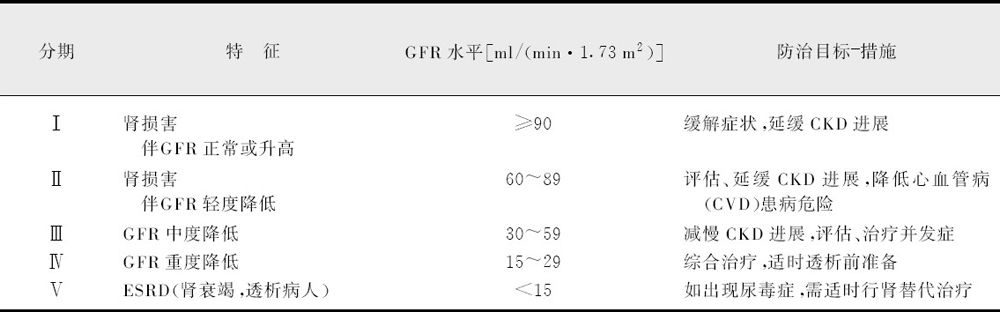 分期 特 征 GFR 水平[ml/(min·1.73 m²)] 防治目标-措施
Ⅰ 肾损害 ≥90 缓解症状,延缓 CKD 进展
伴GFR 正常或升高
Ⅱ 肾损害 60~89 评估、延缓 CKD 进展,降低心血管病
伴GFR 轻度降低 (CVD)患病危险
Ⅲ GFR 中度降低 30~59 减慢 CKD 进展,评估、治疗并发症
Ⅳ GFR 重度降低 15~29 综合治疗,适时透析前准备
Ⅴ ESRD(肾衰竭,透析病人) <15 如出现尿毒症,需适时行肾替代治疗